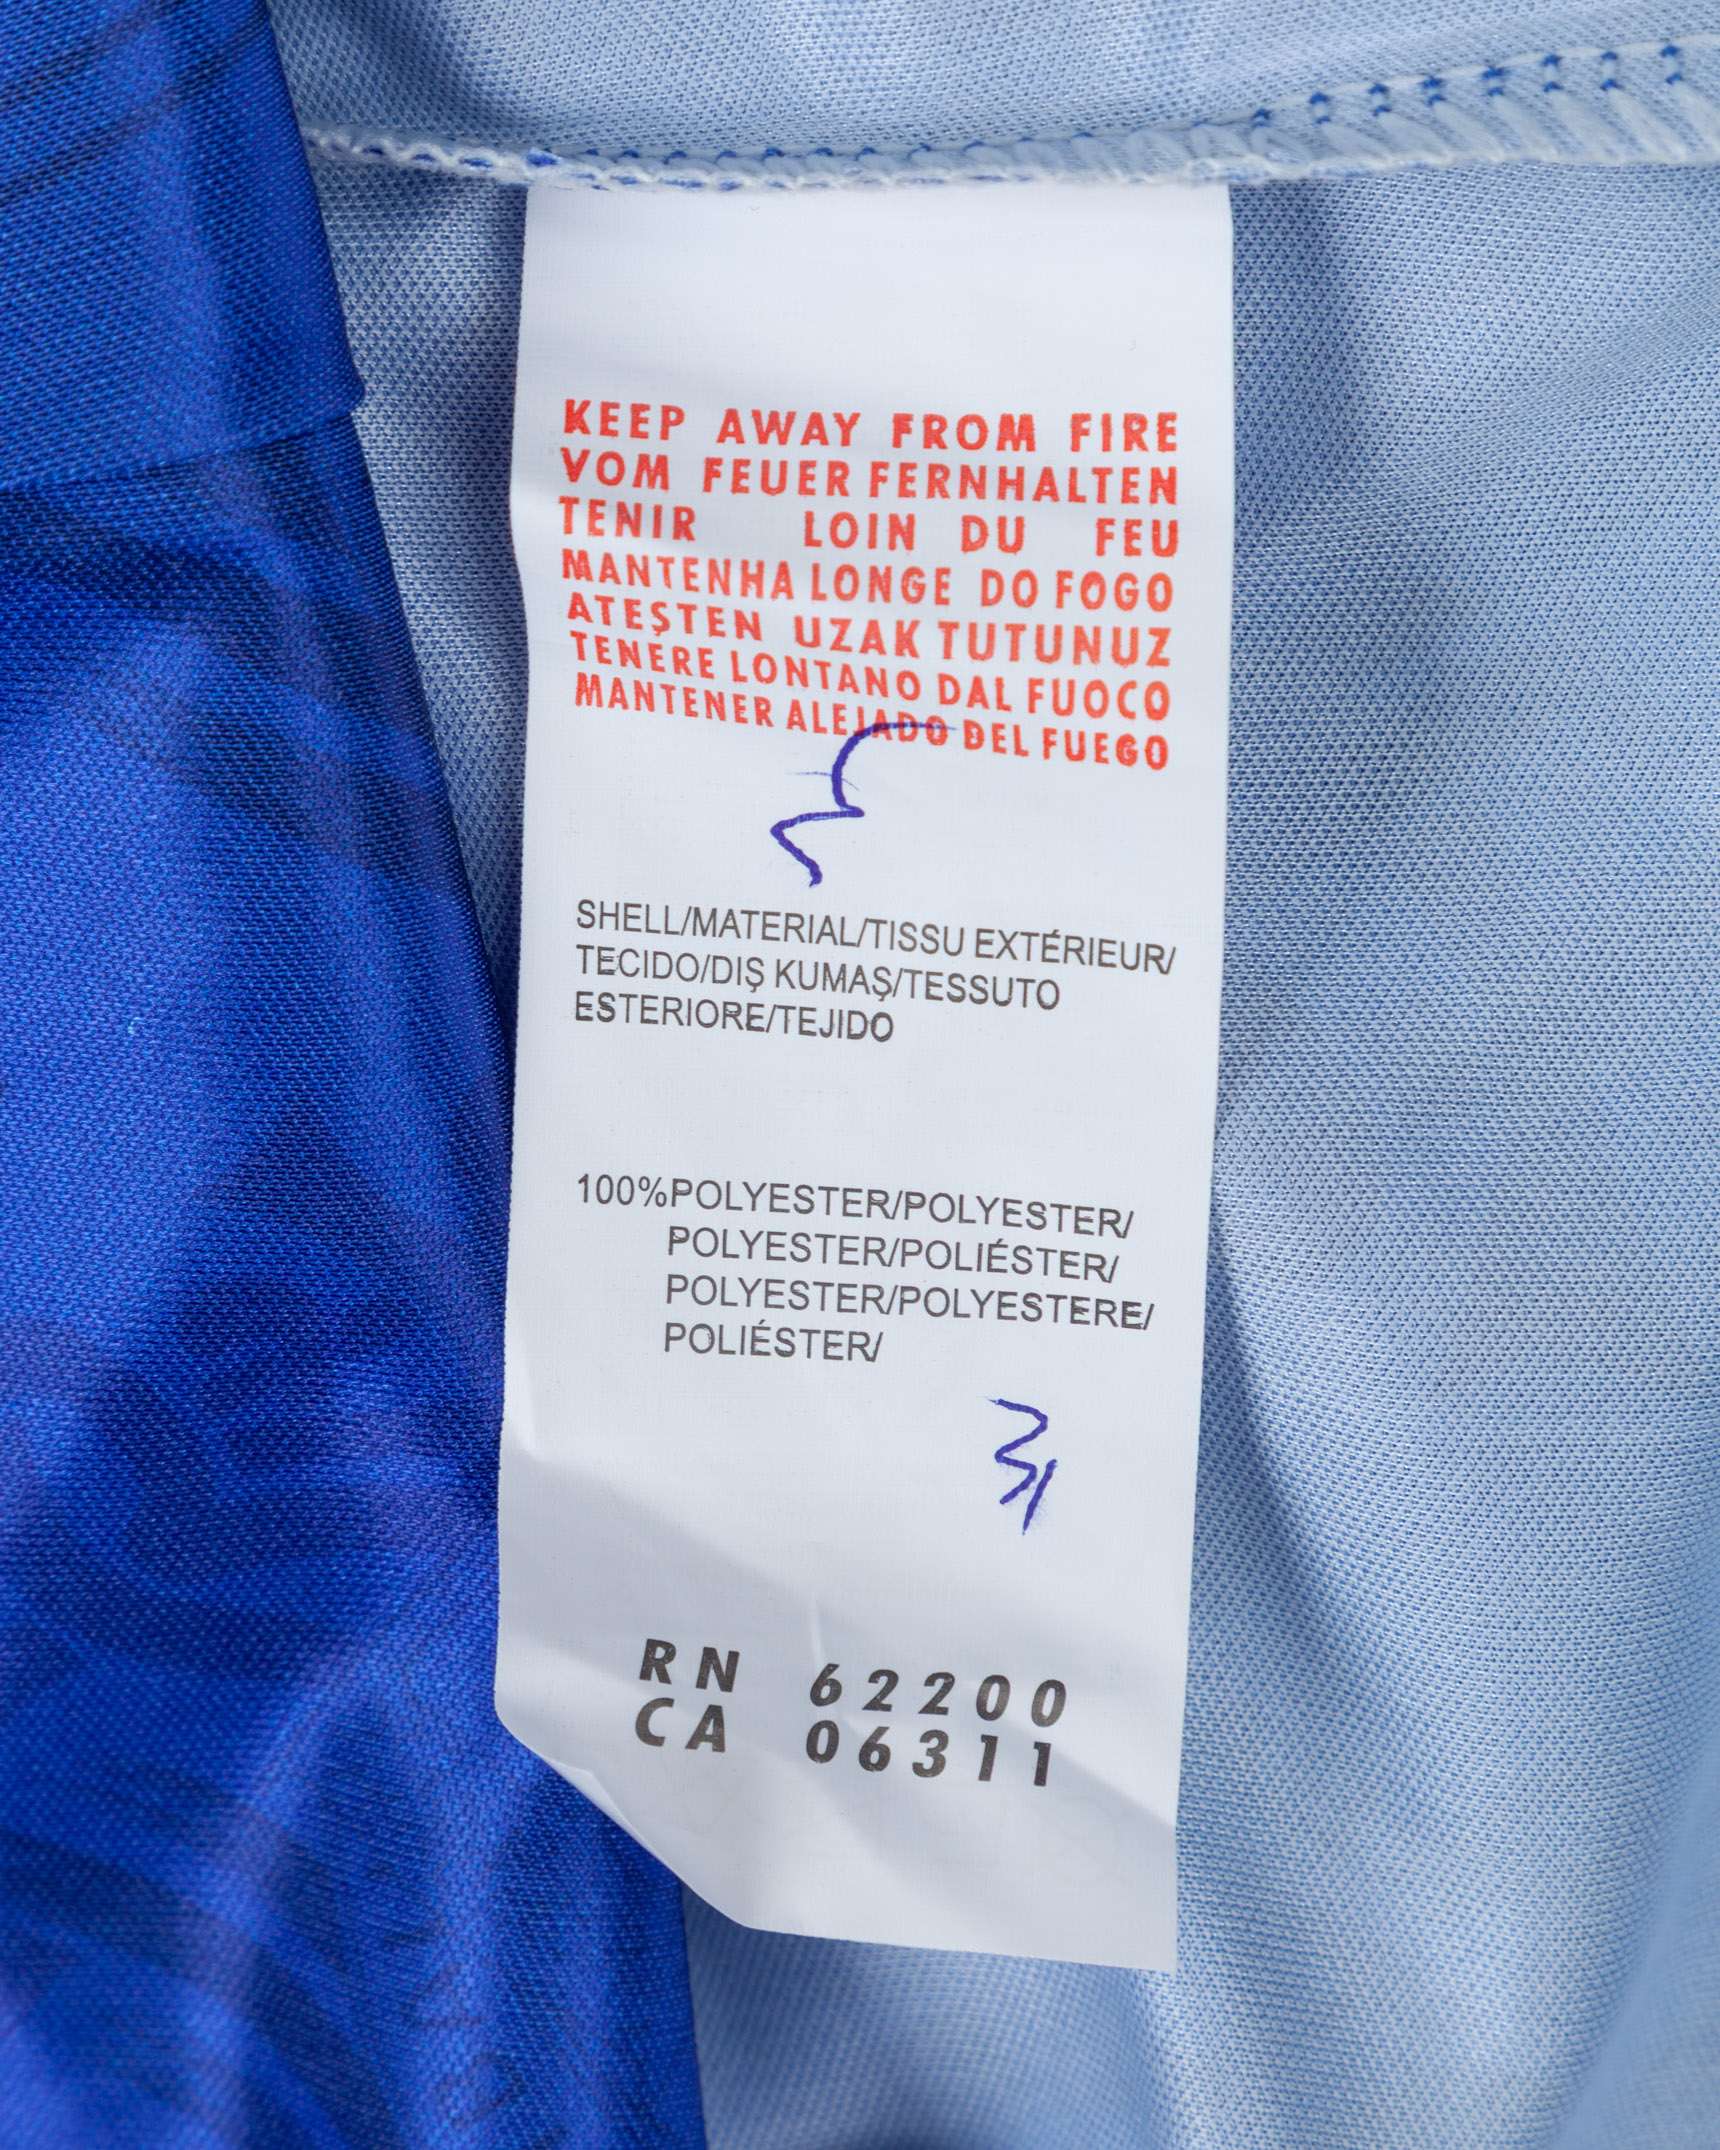 KEEP AWAY FROM FIRE
VOM FEUER FERNHALTEN
TENIR LOIN DU FEU
MANTENHA LONGE DO FOGO
ATEŞTEN UZAK TUTUNUZ
TENERE LONTANO DAL FUOCO
MANTENER ALEJADO DEL FUEGO
SHELL/MATERIAL/TISSU EXTÉRIEUR/
TECIDO/DIŞ KUMAŞ/TESSUTO
ESTERIORE/TEJIDO
100%POLYESTER/POLYESTER/
POLYESTER/POLIÉSTER/
POLYESTER/POLYESTERE/
POLIÉSTER/
RN 62200
CA 06311